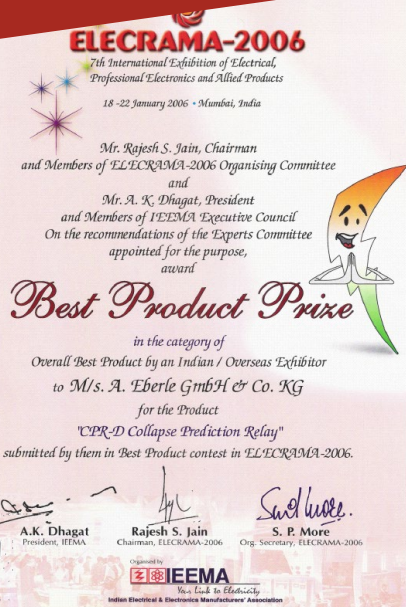 ELECRAMA-2006
7th International Exhibition of Electrical,
Professional Electronics and Allied Products
18 -22 January 2006 • Mumbai, India
Mr. Rajesh S. Jain, Chairman
and Members of ELECRAMA-2006 Organising Committee
and
Mr. A. K. Dhagat, President
and Members of IEEMA Executive Council
On the recommendations of the Experts Committee
appointed for the purpose,
award
Best Product Prize
in the category of
Overall Best Product by an Indian / Overseas Exhibitor
to M/s. A. Eberle GmbH & Co. KG
for the Product
"CPR-D Collapse Prediction Relay"
submitted by them in Best Product contest in ELECRAMA-2006.
A.K. Dhagat Rajesh S. Jain S. P. More
President, IEEMA Chairman, ELECRAMA-2006 Org. Secretary, ELECRAMA-2006
Organised by
IEEMA
Your Link to Electricity
Indian Electrical & Electronics Manufacturers' Association